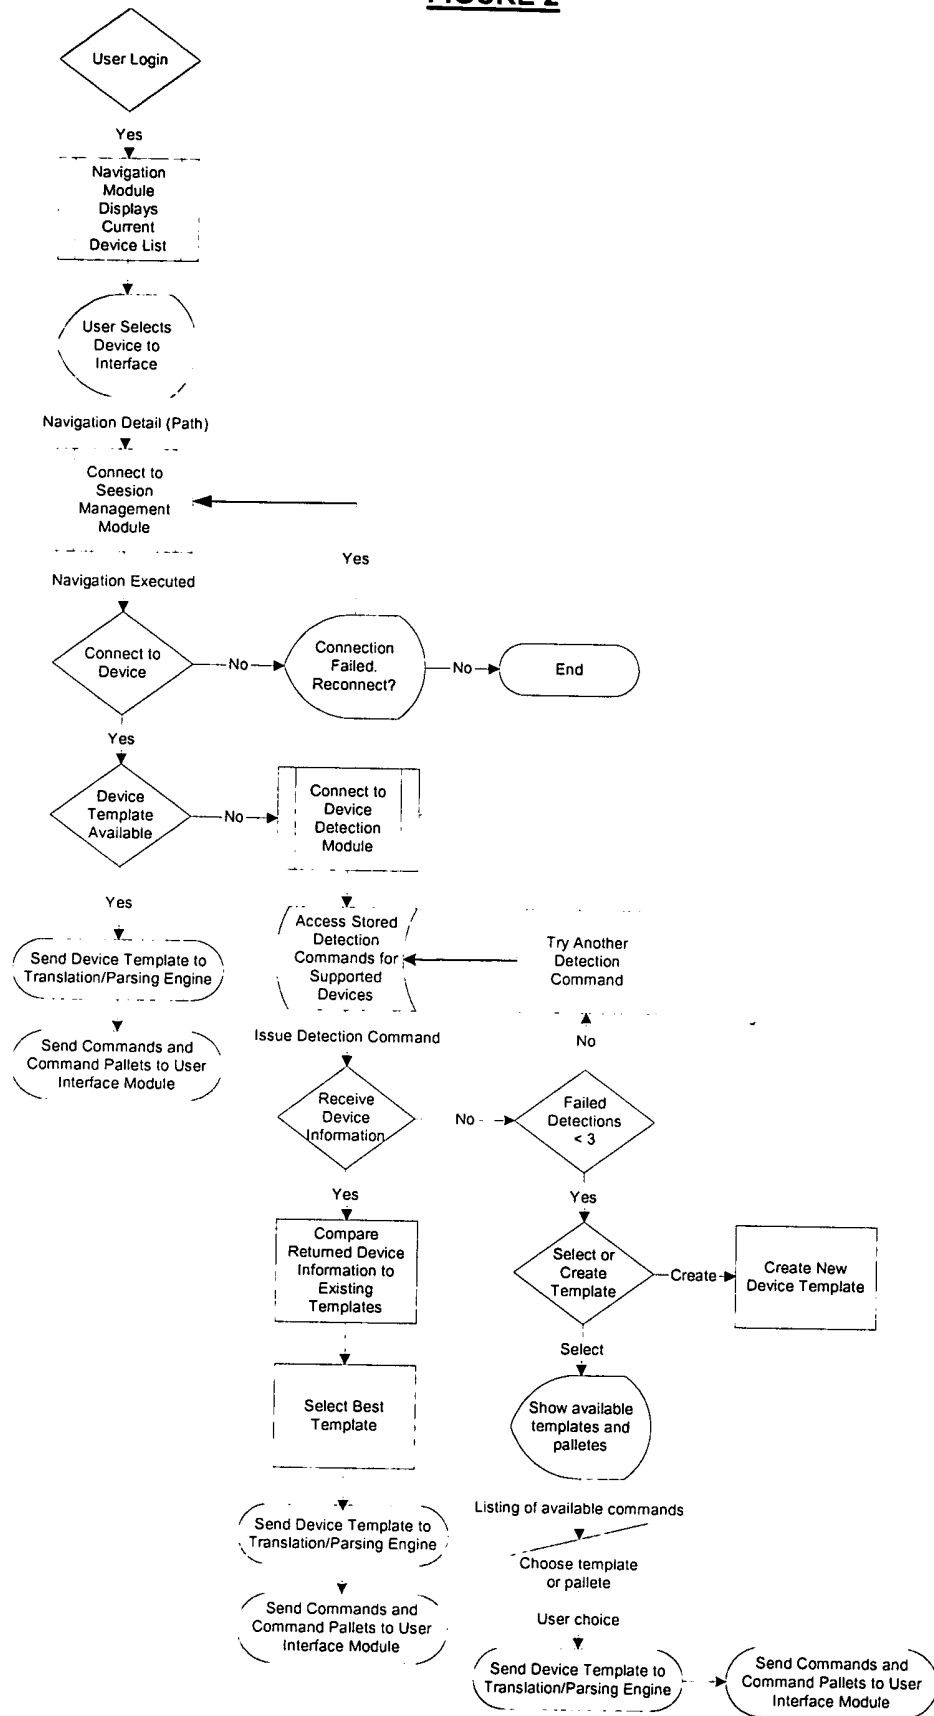 FIGURE 2
User Login
Yes
Navigation
Module
Displays
Current
Device List
User Selects
Device to
Interface
Navigation Detail (Path)
Connect to
Seesion
Management
Module
Yes
Navigation Executed
Connect to
Device
No
Connection
Failed.
Reconnect?
No
End
Yes
Device
Template
Available
No
Connect to
Device
Detection
Module
Yes
Send Device Template to
Translation/Parsing Engine
Send Commands and
Command Pallets to User
Interface Module
Access Stored
Detection
Commands for
Supported
Devices
Try Another
Detection
Command
Issue Detection Command
No
Receive
Device
Information
No
Failed
Detections
< 3
Yes
Yes
Compare
Returned Device
Information to
Existing
Templates
Select or
Create
Template
Create
Create New
Device Template
Select
Select Best
Template
Show available
templates and
palletes
Listing of available commands
Send Device Template to
Translation/Parsing Engine
Choose template
or pallete
Send Commands and
Command Pallets to User
Interface Module
User choice
Send Device Template to
Translation/Parsing Engine
Send Commands and
Command Pallets to User
Interface Module